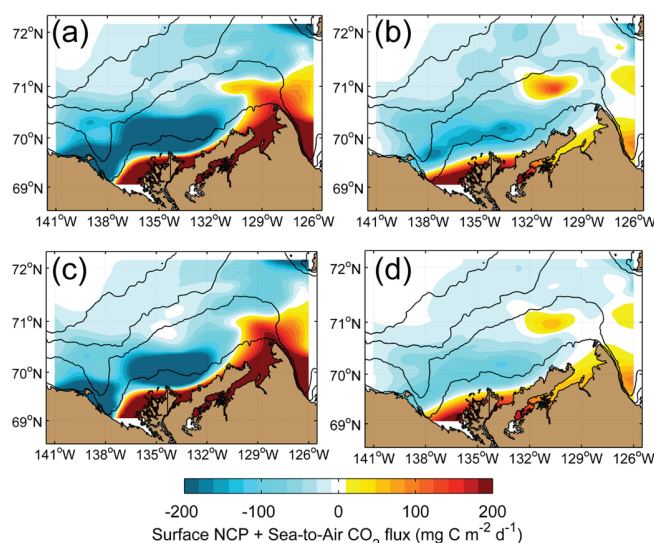 (a) (b)
72°N 72°N
71°N 71°N
70°N 70°N
69°N 69°N
141°W 138°W 135°W 132°W 129°W 126°W 141°W 138°W 135°W 132°W 129°W 126°W
(c) (d)
72°N 72°N
71°N 71°N
70°N 70°N
69°N 69°N
141°W 138°W 135°W 132°W 129°W 126°W 141°W 138°W 135°W 132°W 129°W 126°W
-200 -100 0 100 200
Surface NCP + Sea-to-Air CO₂ flux (mg C m⁻² d⁻¹)